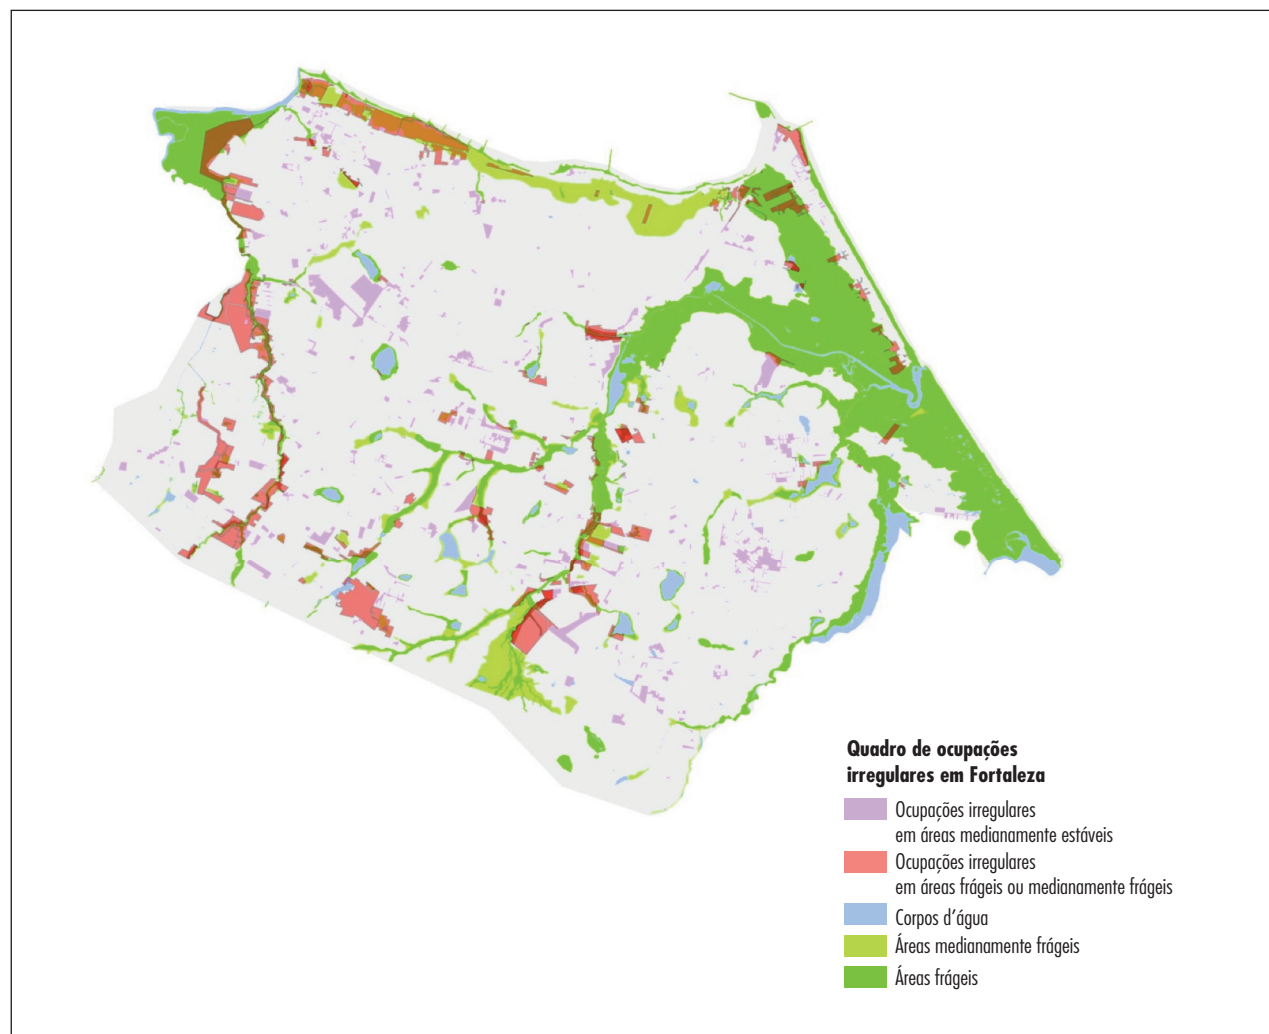 Quadro de ocupações
irregulares em Fortaleza
Ocupações irregulares
em áreas medianamente estáveis
Ocupações irregulares
em áreas frágeis ou medianamente frágeis
Corpos d'água
Áreas medianamente frágeis
Áreas frágeis